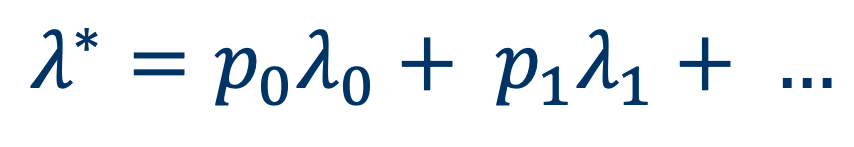 λ* = p₀λ₀ + p₁λ₁ + ...